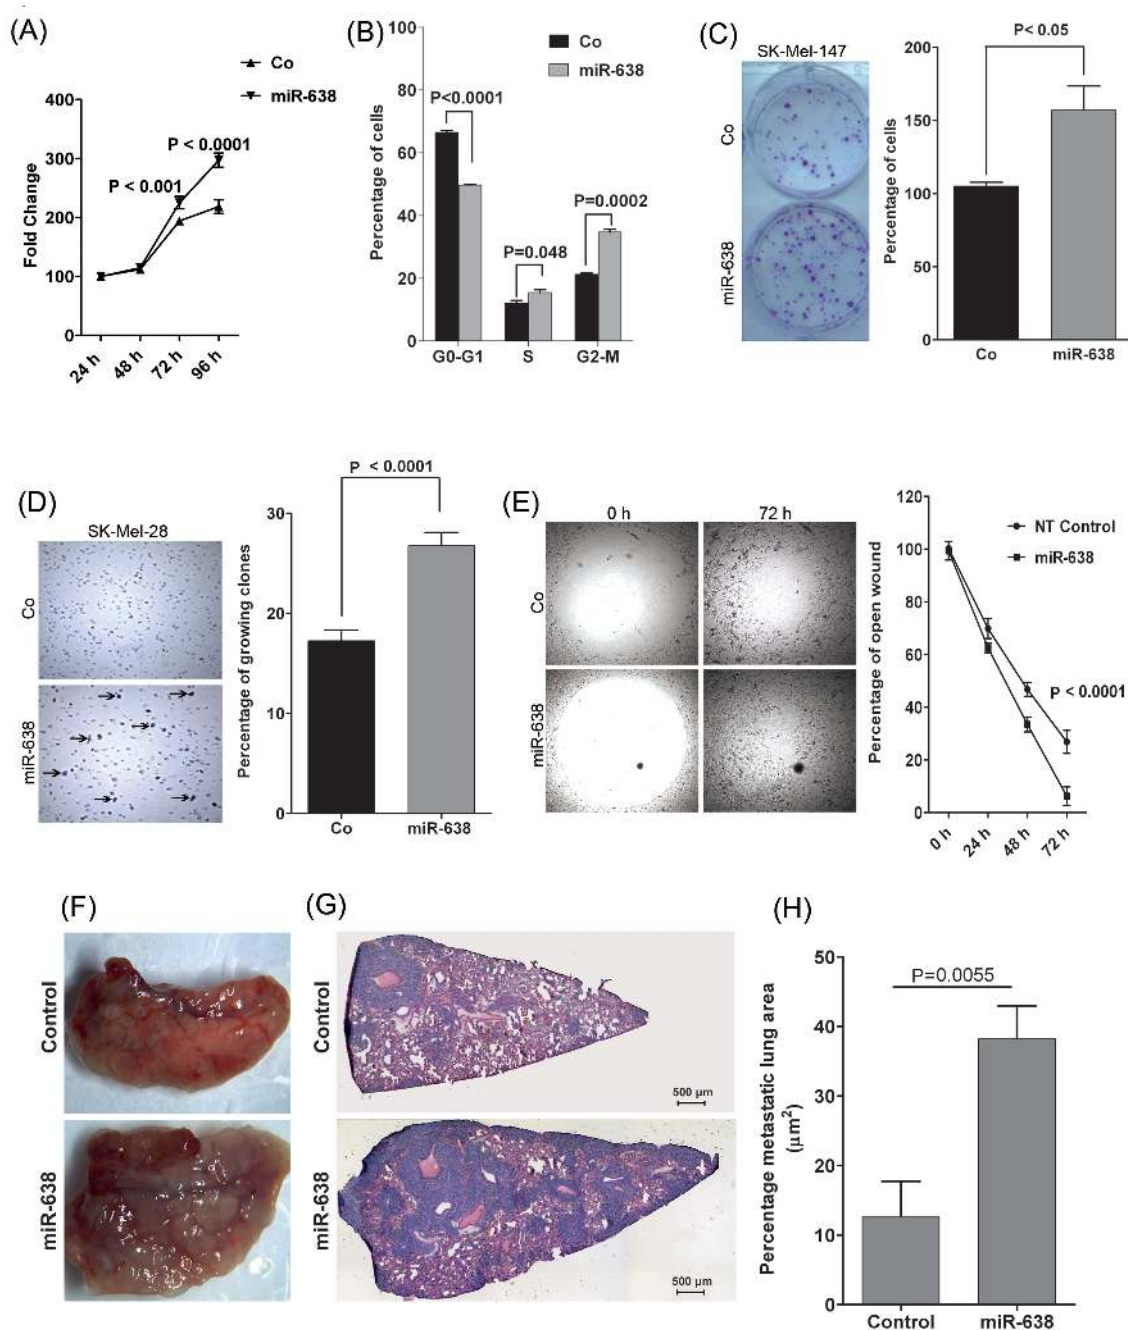 (A)
Co
miR-638
400
300
200
100
0
Fold Change
P < 0.0001
P < 0.001
24 h
48 h
72 h
96 h
(B)
Co
miR-638
100
80
60
40
20
0
Percentage of cells
P<0.0001
P=0.048
P=0.0002
G0-G1
S
G2-M
(C)
SK-Mel-147
Co
miR-638
P< 0.05
200
150
100
50
0
Percentage of cells
Co
miR-638
(D)
SK-Mel-28
Co
miR-638
P < 0.0001
30
20
10
0
Percentage of growing clones
Co
miR-638
(E)
0 h
72 h
Co
miR-638
120
100
80
60
40
20
0
Percentage of open wound
NT Control
miR-638
P < 0.0001
0 h
24 h
48 h
72 h
(F)
Control
miR-638
(G)
Control
500 µm
miR-638
500 µm
(H)
P=0.0055
50
40
30
20
10
0
Percentage metastatic lung area
(µm²)
Control
miR-638